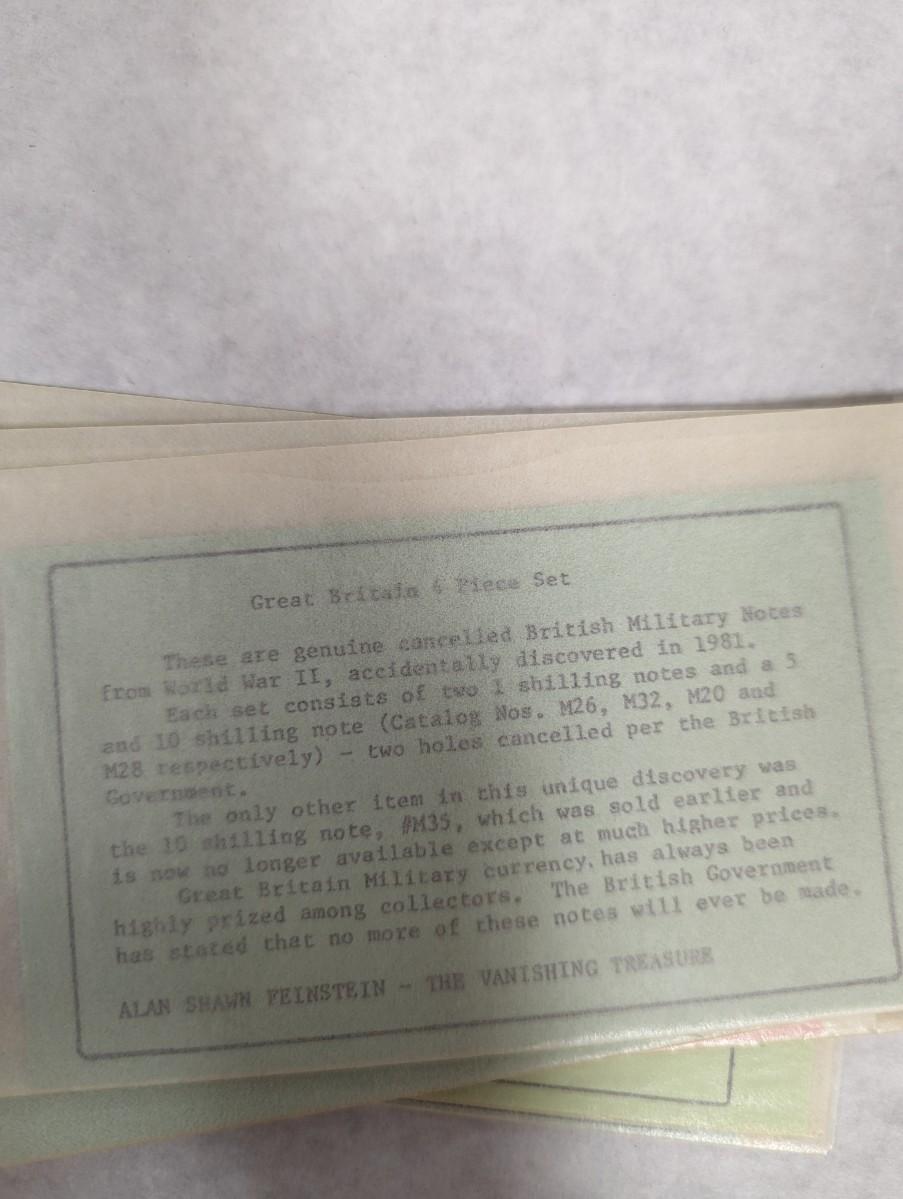 Great Britain 4 Piece Set
These are genuine cancelled British Military Notes
from World War II, accidentally discovered in 1981.
Each set consists of two 1 shilling notes and a 5
and 10 shilling note (Catalog Nos. M26, M32, M20 and
M28 respectively) - two holes cancelled per the British
Government.
The only other item in this unique discovery was
the 10 shilling note, #M35, which was sold earlier and
is now no longer available except at much higher prices.
Great Britain Military currency, has always been
highly prized among collectors. The British Government
has stated that no more of these notes will ever be made.
ALAN SHAWN FEINSTEIN - THE VANISHING TREASURE